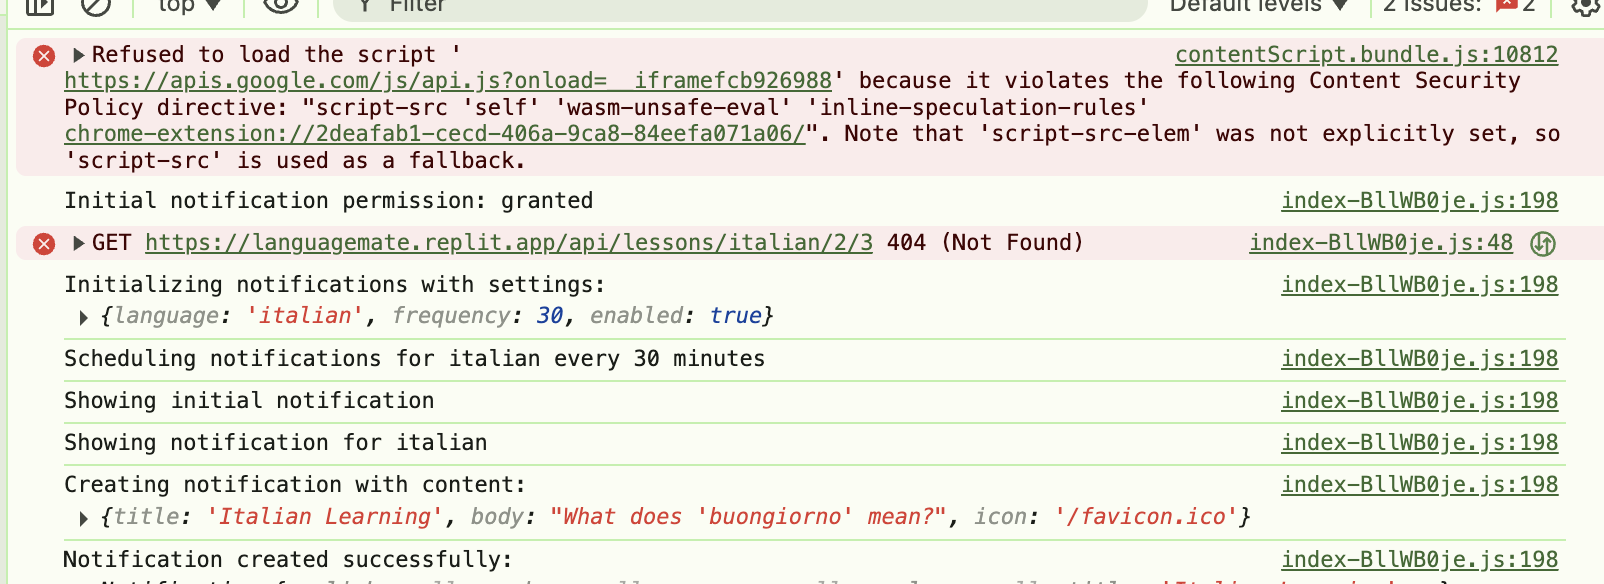 top ▼ Filter Default levels ▼ 2 Issues: 2
Refused to load the script ' contentScript.bundle.js:10812
https://apis.google.com/js/api.js?onload=__iframefcb926988' because it violates the following Content Security
Policy directive: "script-src 'self' 'wasm-unsafe-eval' 'inline-speculation-rules'
chrome-extension://2deafab1-cecd-406a-9ca8-84eefa071a06/". Note that 'script-src-elem' was not explicitly set, so
'script-src' is used as a fallback.
Initial notification permission: granted index-BllWB0je.js:198
GET https://languagemate.replit.app/api/lessons/italian/2/3 404 (Not Found) index-BllWB0je.js:48
Initializing notifications with settings: index-BllWB0je.js:198
{language: 'italian', frequency: 30, enabled: true}
Scheduling notifications for italian every 30 minutes index-BllWB0je.js:198
Showing initial notification index-BllWB0je.js:198
Showing notification for italian index-BllWB0je.js:198
Creating notification with content: index-BllWB0je.js:198
{title: 'Italian Learning', body: "What does 'buongiorno' mean?", icon: '/favicon.ico'}
Notification created successfully: index-BllWB0je.js:198